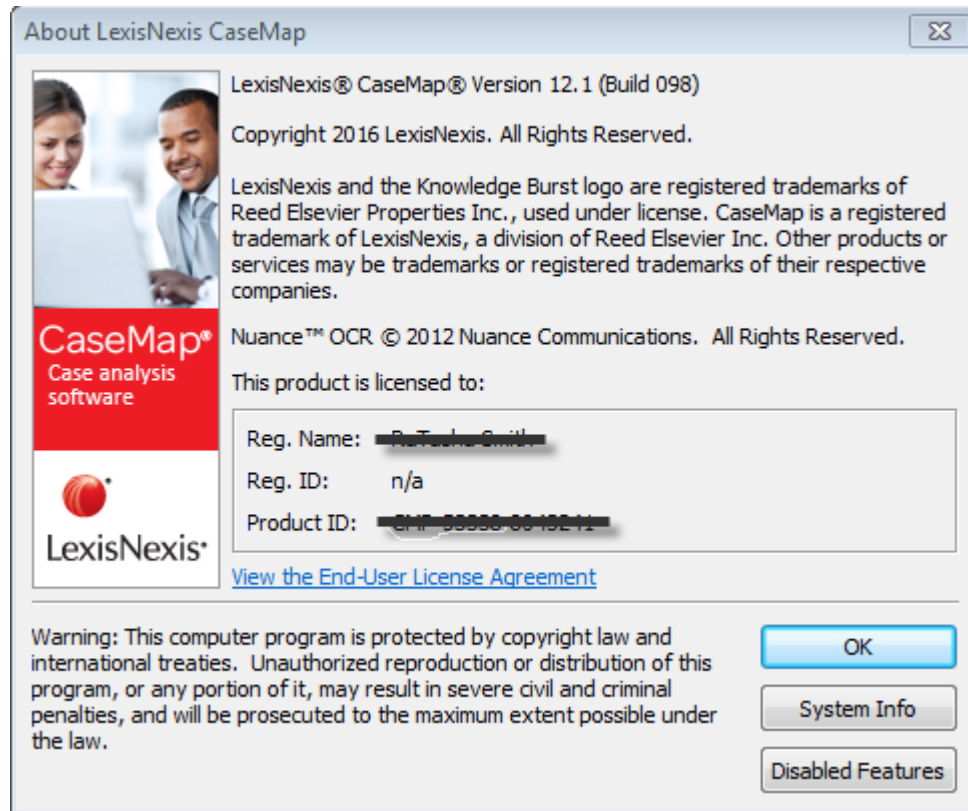 About LexisNexis CaseMap
LexisNexis® CaseMap® Version 12.1 (Build 098)
Copyright 2016 LexisNexis. All Rights Reserved.
LexisNexis and the Knowledge Burst logo are registered trademarks of
Reed Elsevier Properties Inc., used under license. CaseMap is a registered
trademark of LexisNexis, a division of Reed Elsevier Inc. Other products or
services may be trademarks or registered trademarks of their respective
companies.
CaseMap®
Case analysis
software
LexisNexis®
Nuance™ OCR © 2012 Nuance Communications.  All Rights Reserved.
This product is licensed to:
Reg. Name:
Reg. ID: n/a
Product ID:
View the End-User License Agreement
Warning: This computer program is protected by copyright law and
international treaties.  Unauthorized reproduction or distribution of this
program, or any portion of it, may result in severe civil and criminal
penalties, and will be prosecuted to the maximum extent possible under
the law.
OK
System Info
Disabled Features